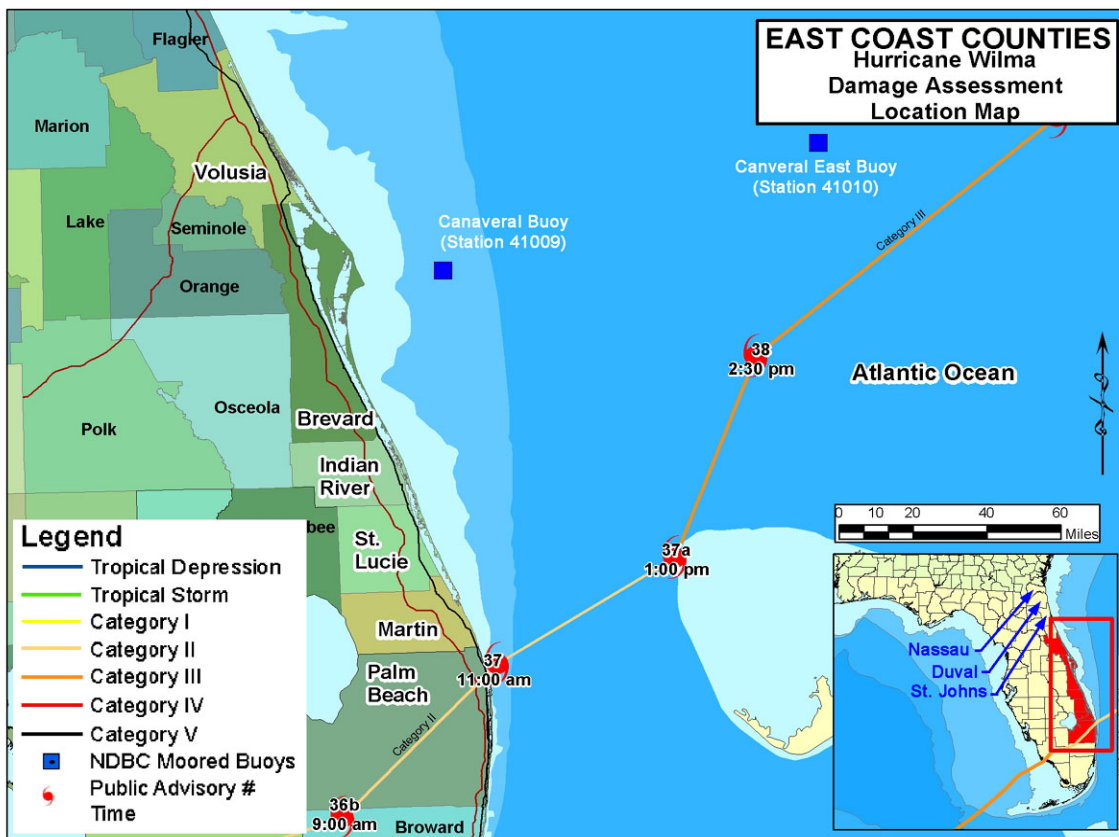 EAST COAST COUNTIES
Hurricane Wilma
Damage Assessment
Location Map
Flagler
Marion
Volusia
Canveral East Buoy
(Station 41010)
Lake
Seminole
Canaveral Buoy
(Station 41009)
Category III
Orange
38
2:30 pm
Atlantic Ocean
Osceola
Brevard
Polk
Indian
River
0 10 20 40 60
Miles
bee
St.
Lucie
37a
1:00 pm
Martin
37
11:00 am
Palm
Beach
Category II
36b
9:00 am
Broward
Legend
Tropical Depression
Tropical Storm
Category I
Category II
Category III
Category IV
Category V
NDBC Moored Buoys
Public Advisory #
Time
Nassau
Duval
St. Johns